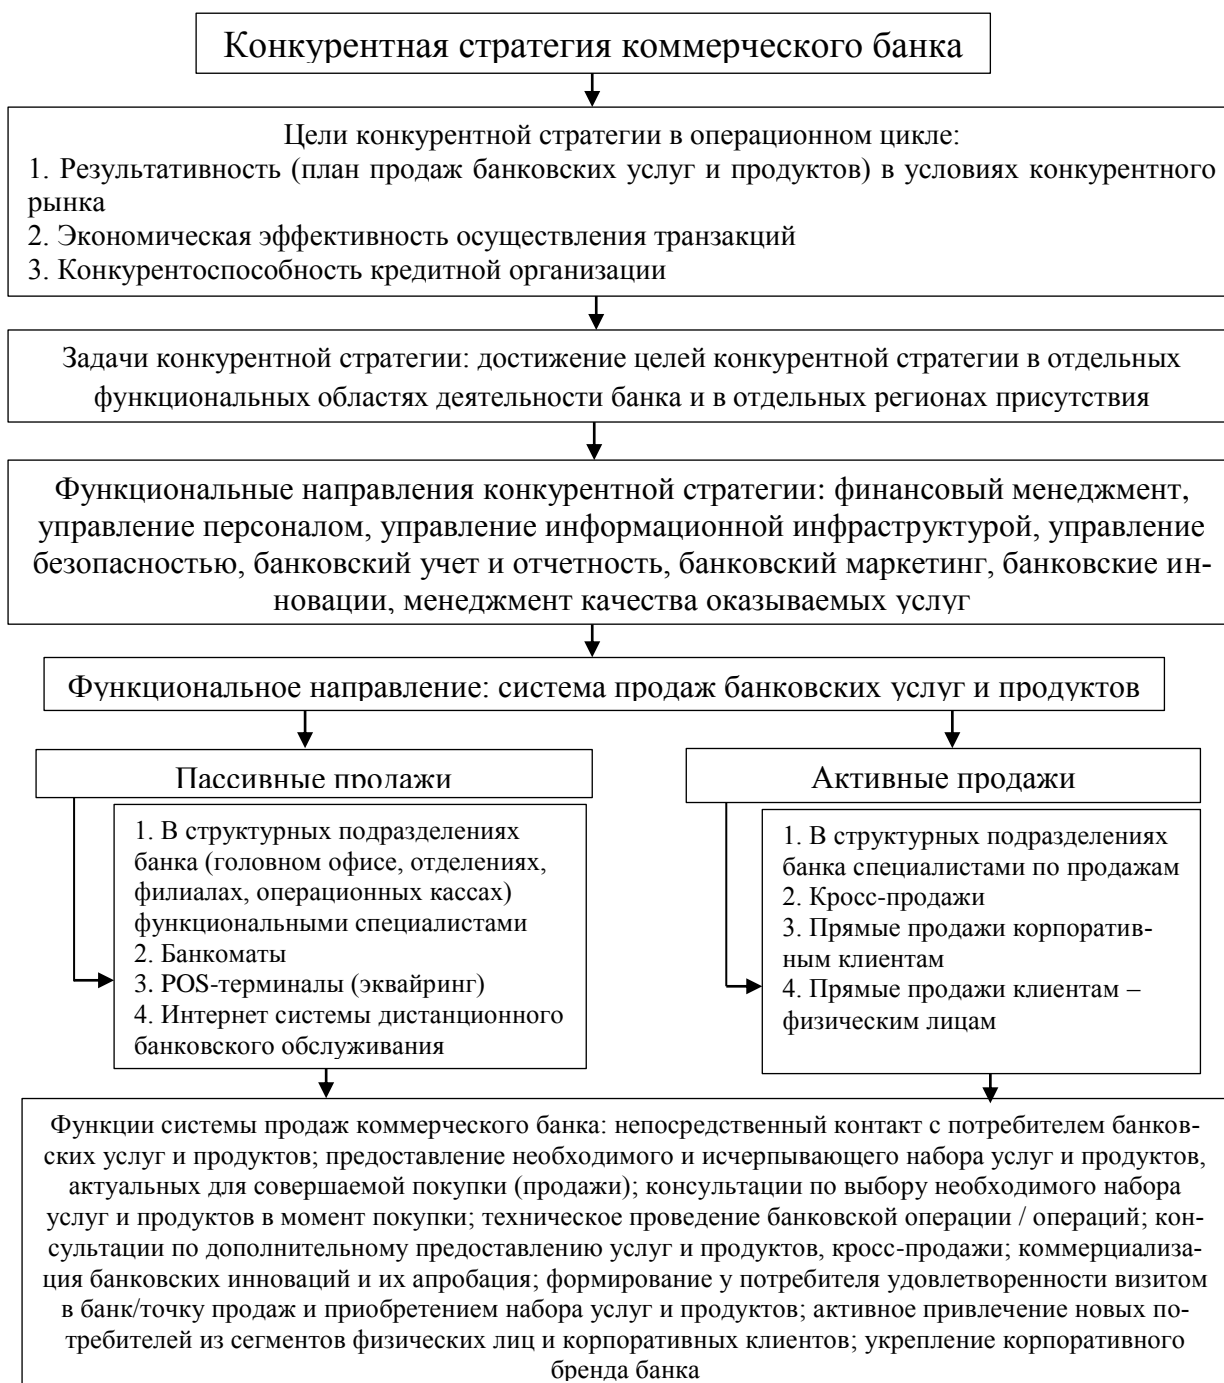 Конкурентная стратегия коммерческого банка
Цели конкурентной стратегии в операционном цикле:
1. Результативность (план продаж банковских услуг и продуктов) в условиях конкурентного
рынка
2. Экономическая эффективность осуществления транзакций
3. Конкурентоспособность кредитной организации
Задачи конкурентной стратегии: достижение целей конкурентной стратегии в отдельных
функциональных областях деятельности банка и в отдельных регионах присутствия
Функциональные направления конкурентной стратегии: финансовый менеджмент,
управление персоналом, управление информационной инфраструктурой, управление
безопасностью, банковский учет и отчетность, банковский маркетинг, банковские ин-
новации, менеджмент качества оказываемых услуг
Функциональное направление: система продаж банковских услуг и продуктов
Пассивные продажи
1. В структурных подразделениях
банка (головном офисе, отделениях,
филиалах, операционных кассах)
функциональными специалистами
2. Банкоматы
3. POS-терминалы (эквайринг)
4. Интернет системы дистанционного
банковского обслуживания
Активные продажи
1. В структурных подразделениях
банка специалистами по продажам
2. Кросс-продажи
3. Прямые продажи корпоратив-
ным клиентам
4. Прямые продажи клиентам –
физическим лицам
Функции системы продаж коммерческого банка: непосредственный контакт с потребителем банков-
ских услуг и продуктов; предоставление необходимого и исчерпывающего набора услуг и продуктов,
актуальных для совершаемой покупки (продажи); консультации по выбору необходимого набора
услуг и продуктов в момент покупки; техническое проведение банковской операции / операций; кон-
сультации по дополнительному предоставлению услуг и продуктов, кросс-продажи; коммерциализа-
ция банковских инноваций и их апробация; формирование у потребителя удовлетворенности визитом
в банк/точку продаж и приобретением набора услуг и продуктов; активное привлечение новых по-
требителей из сегментов физических лиц и корпоративных клиентов; укрепление корпоративного
бренда банка